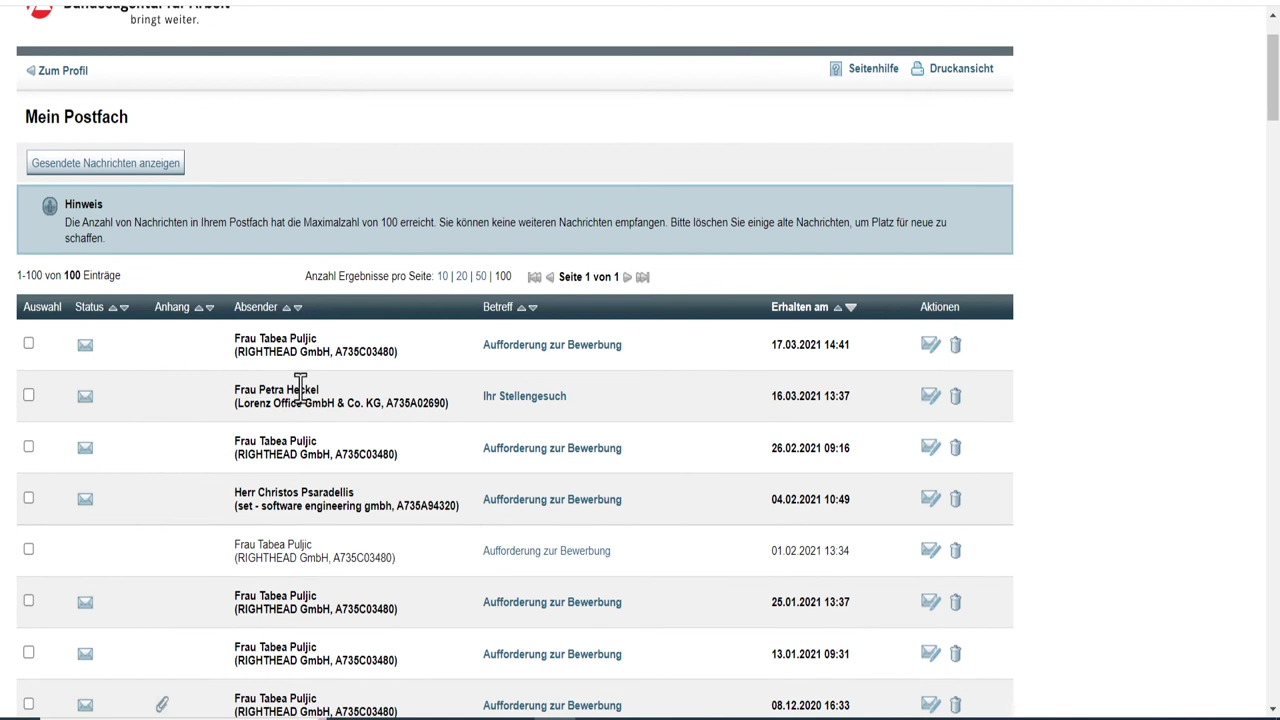 Bundesagentur für Arbeit
bringt weiter.
Zum Profil
Seitenhilfe Druckansicht
Mein Postfach
Gesendete Nachrichten anzeigen
Hinweis
Die Anzahl von Nachrichten in Ihrem Postfach hat die Maximalzahl von 100 erreicht. Sie können keine weiteren Nachrichten empfangen. Bitte löschen Sie einige alte Nachrichten, um Platz für neue zu
schaffen.
1-100 von 100 Einträge Anzahl Ergebnisse pro Seite: 10 | 20 | 50 | 100 Seite 1 von 1
Auswahl Status Anhang Absender Betreff Erhalten am Aktionen
Frau Tabea Puljic
(RIGHTHEAD GmbH, A735C03480) Aufforderung zur Bewerbung 17.03.2021 14:41
Frau Petra Heckel
(Lorenz Office GmbH & Co. KG, A735A02690) Ihr Stellengesuch 16.03.2021 13:37
Frau Tabea Puljic
(RIGHTHEAD GmbH, A735C03480) Aufforderung zur Bewerbung 26.02.2021 09:16
Herr Christos Psaradellis
(set - software engineering gmbh, A735A94320) Aufforderung zur Bewerbung 04.02.2021 10:49
Frau Tabea Puljic
(RIGHTHEAD GmbH, A735C03480) Aufforderung zur Bewerbung 01.02.2021 13:34
Frau Tabea Puljic
(RIGHTHEAD GmbH, A735C03480) Aufforderung zur Bewerbung 25.01.2021 13:37
Frau Tabea Puljic
(RIGHTHEAD GmbH, A735C03480) Aufforderung zur Bewerbung 13.01.2021 09:31
Frau Tabea Puljic
(RIGHTHEAD GmbH, A735C03480) Aufforderung zur Bewerbung 08.12.2020 16:33